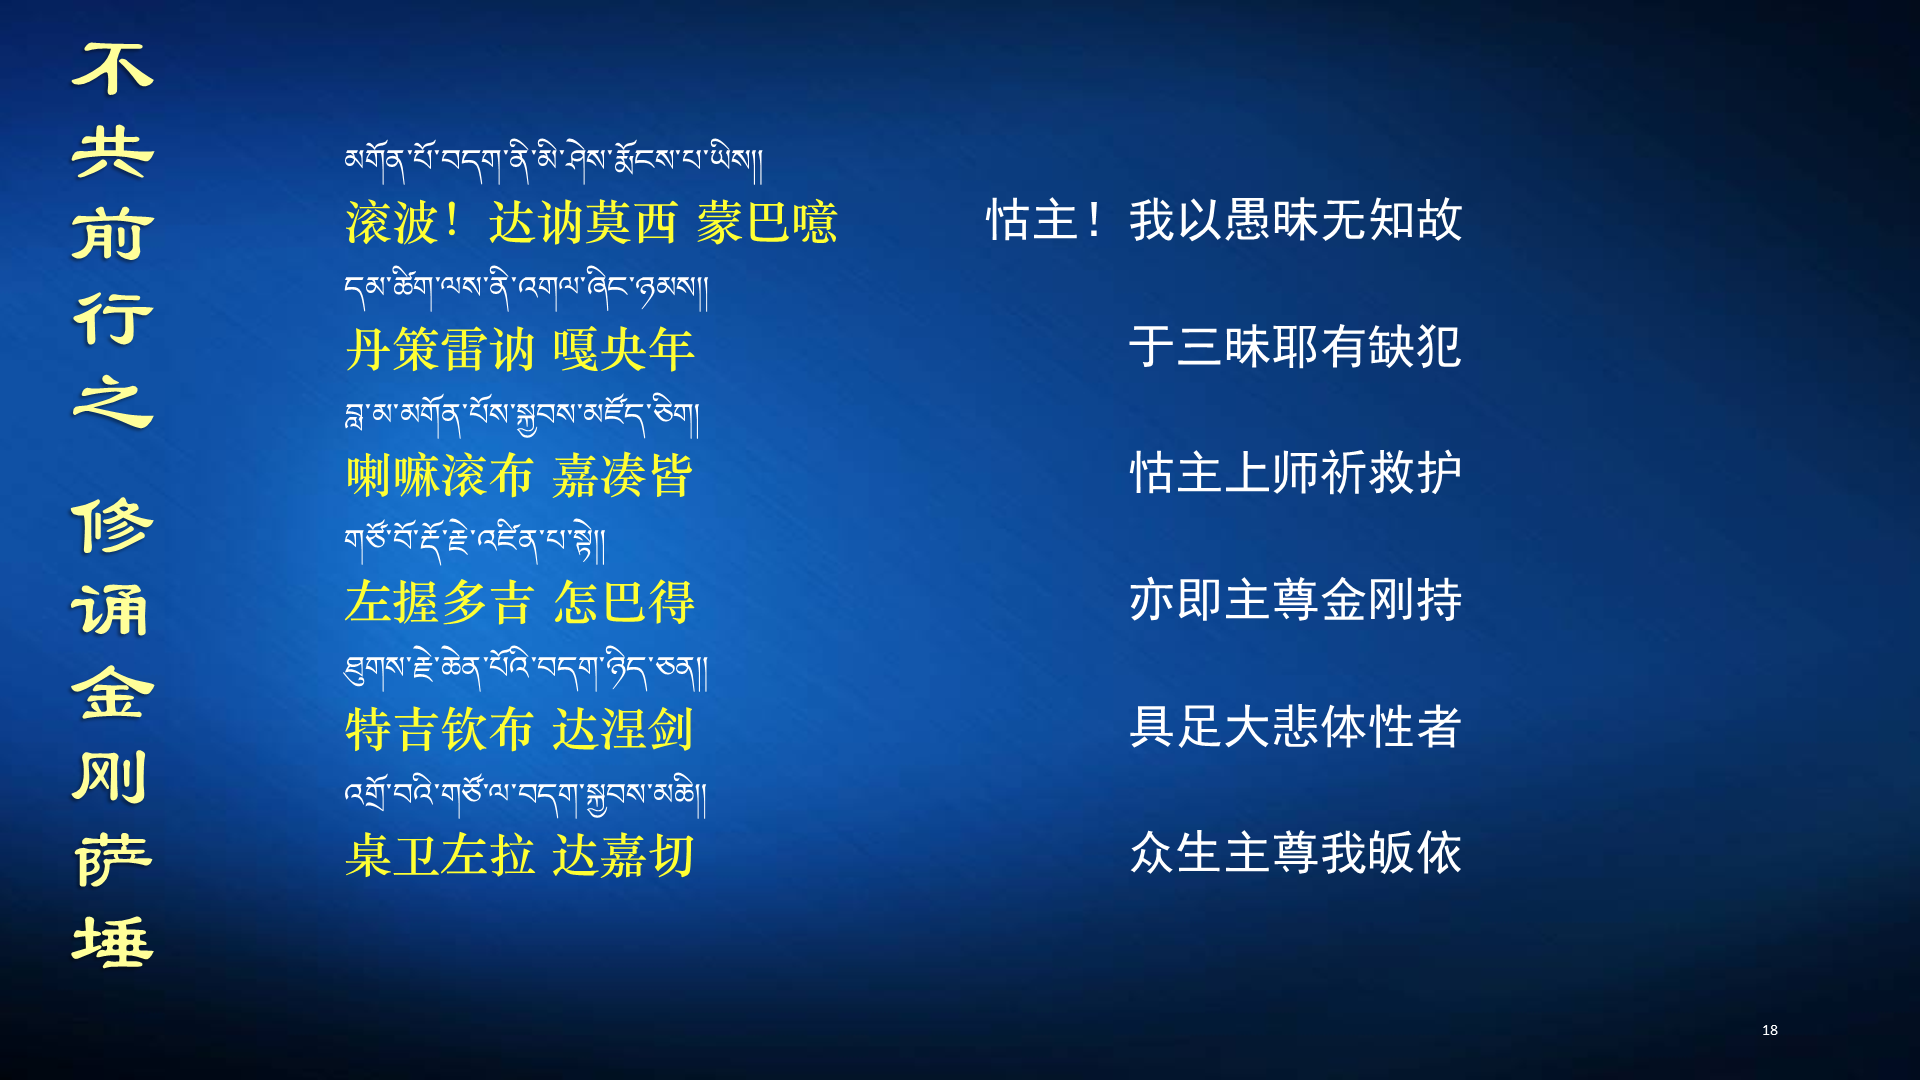 不共前行之 修诵金刚萨埵
མགོན་པོ་བདག་ནི་མི་ཤེས་རྨོངས་པ་ཡིས།།
滚波！达讷莫西 蒙巴噫
怙主！我以愚昧无知故
དམ་ཚིག་ལས་ནི་འགལ་ཞིང་ཉམས།།
丹策雷讷 嘎央年
于三昧耶有缺犯
བླ་མ་མགོན་པོས་སྐྱབས་མཛོད་ཅིག།
喇嘛滚布 嘉凑皆
怙主上师祈救护
གཙོ་བོ་རྡོ་རྗེ་འཛིན་པ་སྟེ།།
左握多吉 怎巴得
亦即主尊金刚持
ཐུགས་རྗེ་ཆེན་པོའི་བདག་ཉིད་ཅན།།
特吉钦布 达涅剑
具足大悲体性者
འགྲོ་བའི་གཙོ་ལ་བདག་སྐྱབས་མཆི།།
桌卫左拉 达嘉切
众生主尊我皈依
18